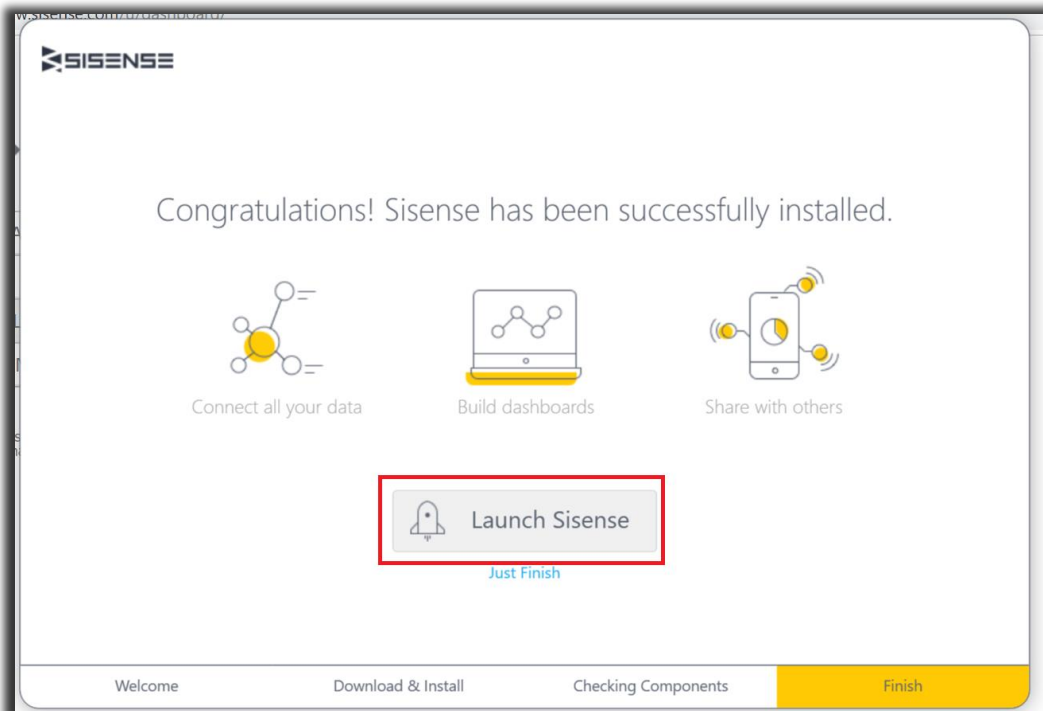 SISENSE
Congratulations! Sisense has been successfully installed.
Connect all your data
Build dashboards
Share with others
Launch Sisense
Just Finish
Welcome
Download & Install
Checking Components
Finish